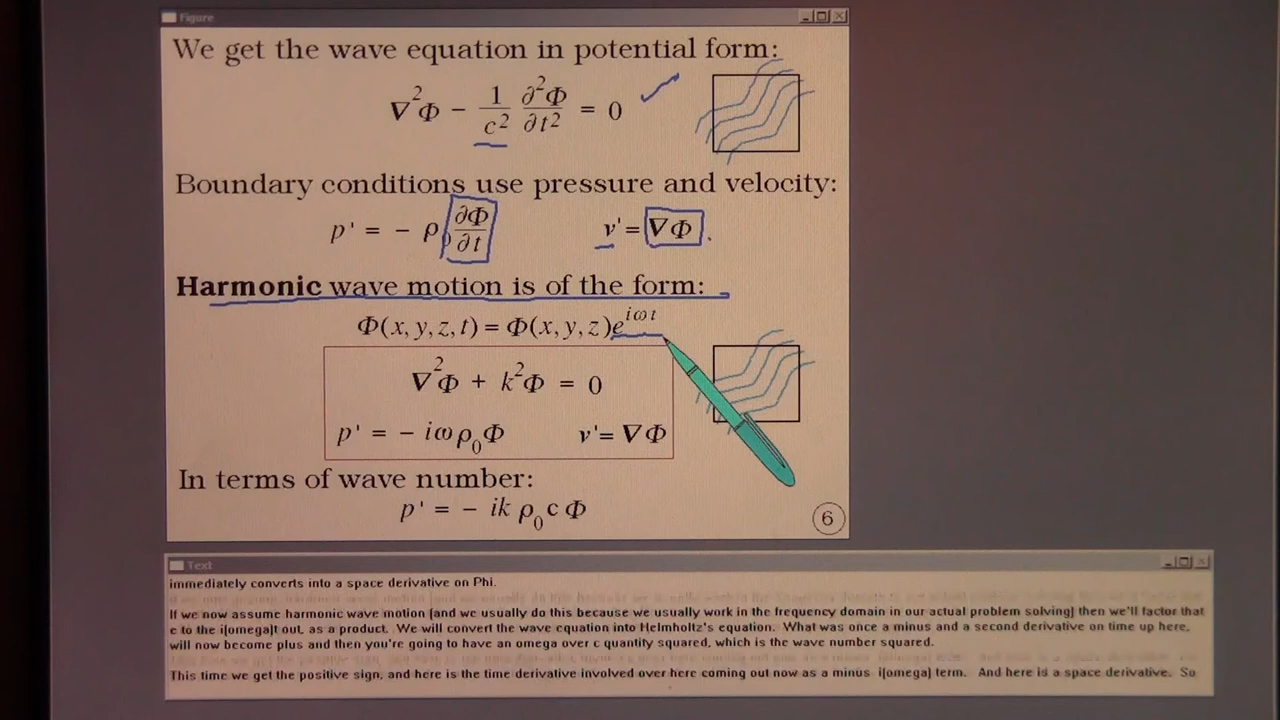 Figure
We get the wave equation in potential form:
∇²Φ − 1/c² ∂²Φ/∂t² = 0
Boundary conditions use pressure and velocity:
p' = − ρ₀ ∂Φ/∂t v' = ∇Φ
Harmonic wave motion is of the form:
Φ(x, y, z, t) = Φ(x, y, z)e^{iωt}
∇²Φ + k²Φ = 0
p' = − iωρ₀Φ v' = ∇Φ
In terms of wave number:
p' = − ik ρ₀cΦ
6
Text
immediately converts into a space derivative on Phi.
If we now assume harmonic wave motion (and we usually do this because we usually work in the frequency domain in our actual problem solving) then we'll factor that
e to the i(omega)t out, as a product. We will convert the wave equation into Helmholtz's equation. What was once a minus and a second derivative on time up here,
will now become plus and then you're going to have an omega over c quantity squared, which is the wave number squared.
This time we get the positive sign, and here is the time derivative involved over here coming out now as a minus i(omega) term. And here is a space derivative. So